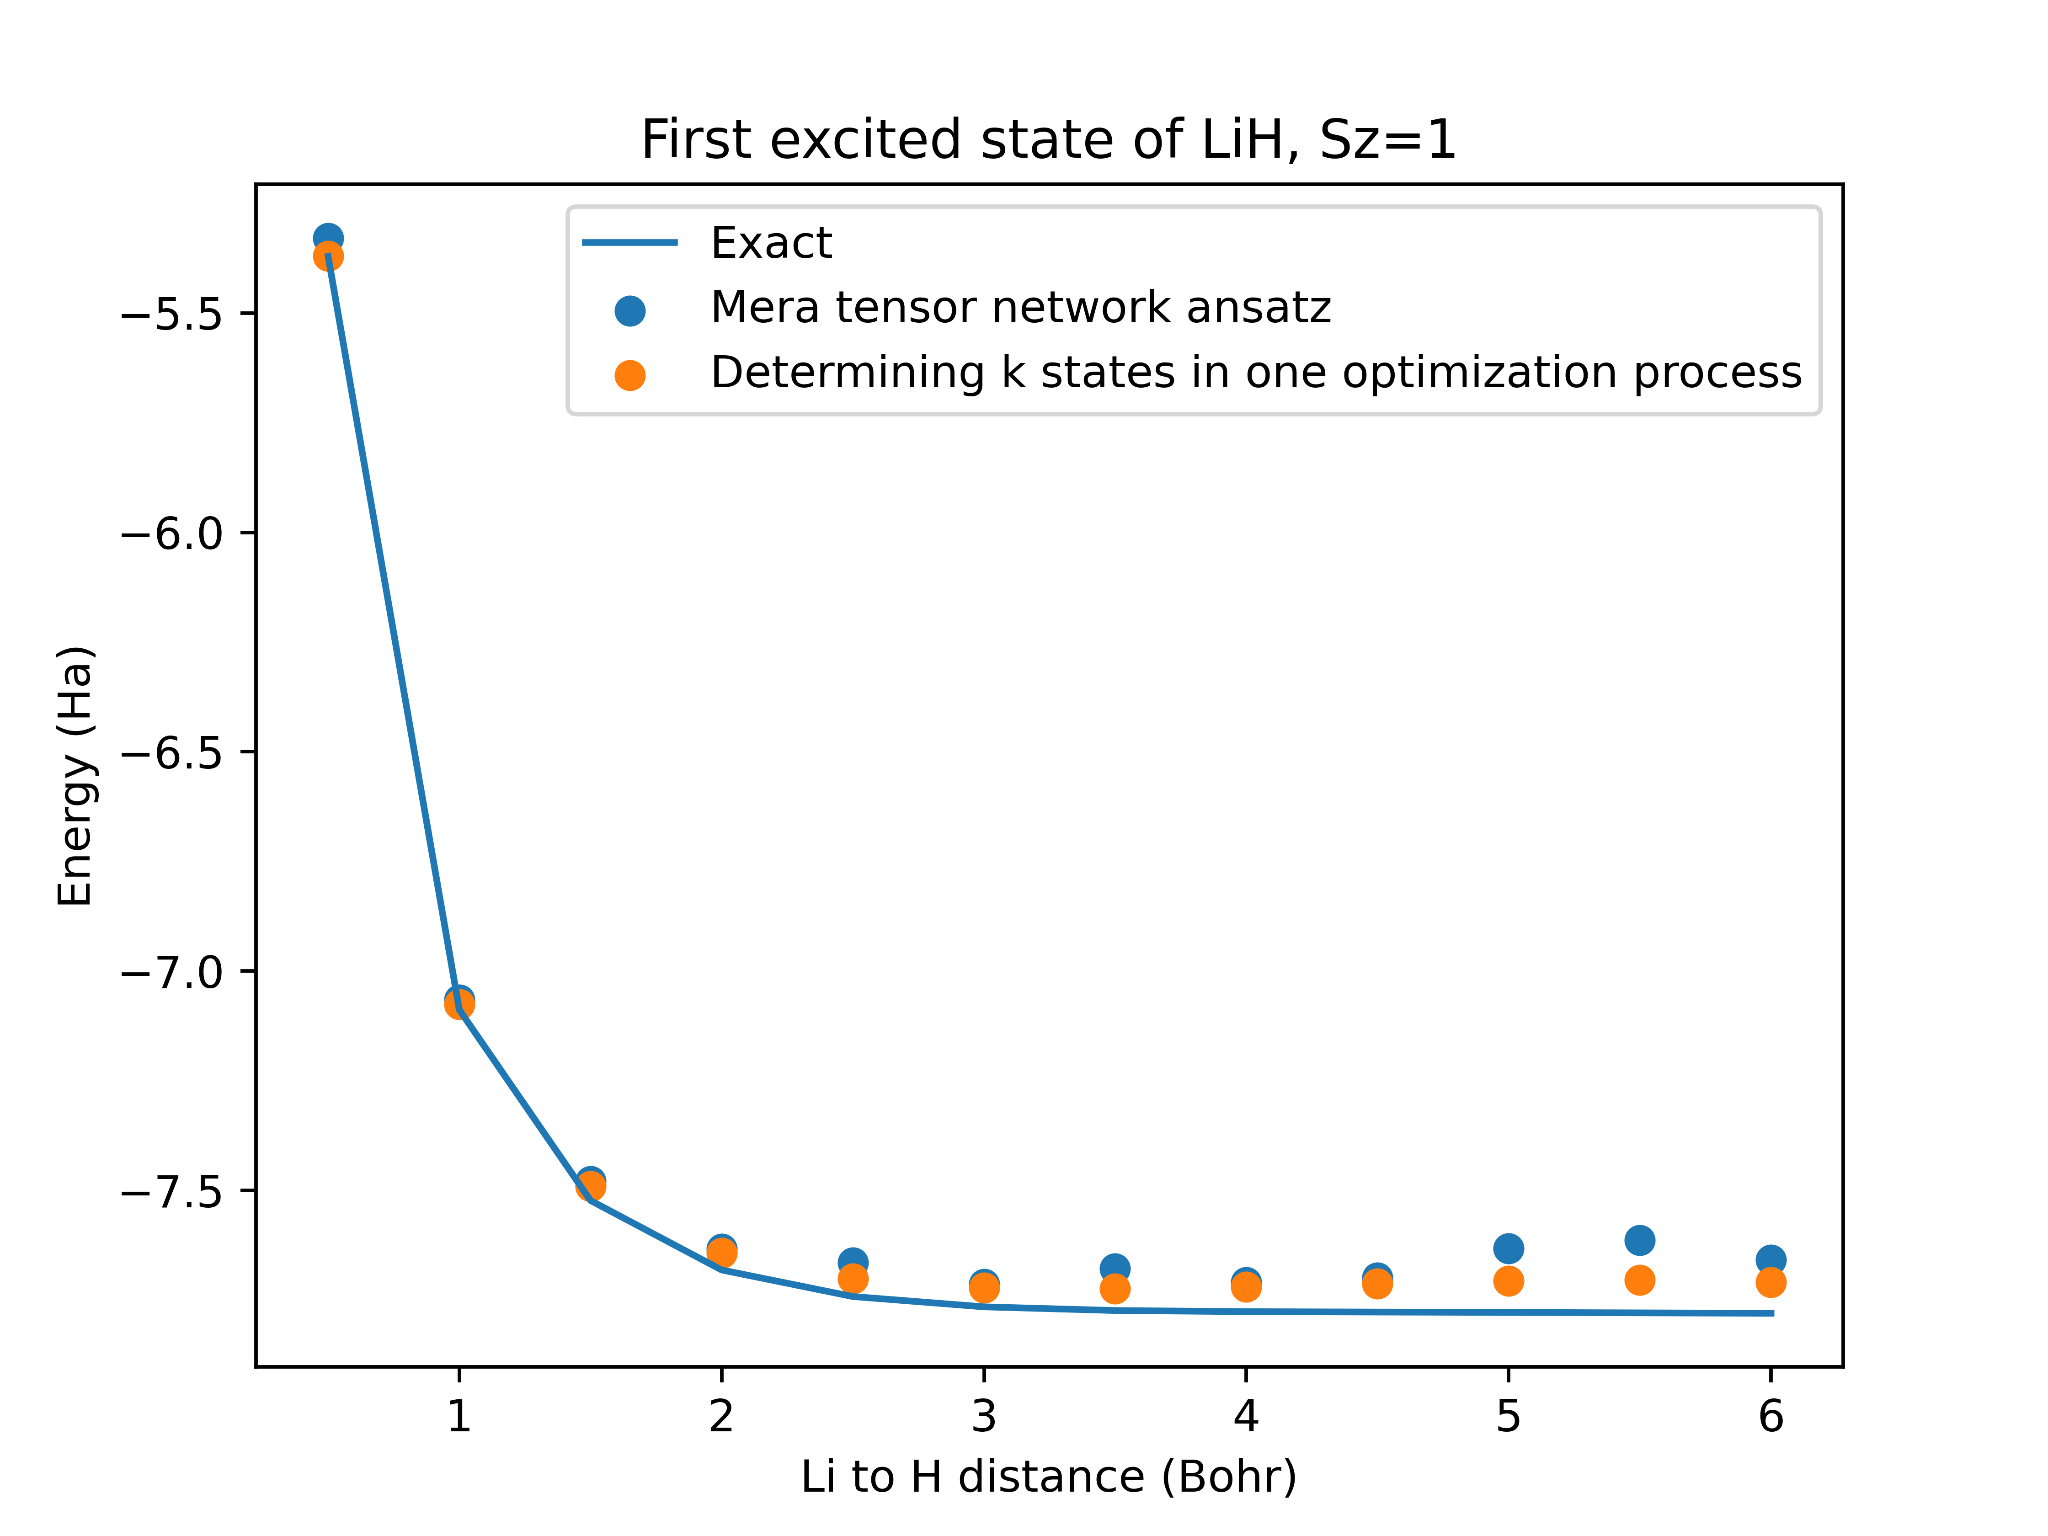 First excited state of LiH, Sz=1
Exact
Mera tensor network ansatz
Determining k states in one optimization process
Energy (Ha)
−5.5
−6.0
−6.5
−7.0
−7.5
1 2 3 4 5 6
Li to H distance (Bohr)